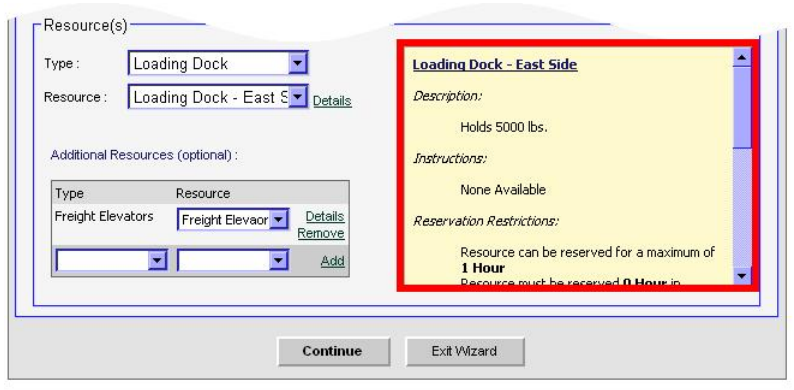 Resource(s)
Type :
Loading Dock
Resource :
Loading Dock - East S
Details
Additional Resources (optional) :
Type Resource
Freight Elevators
Freight Elevaor
Details
Remove
Add
Loading Dock - East Side
Description:
Holds 5000 lbs.
Instructions:
None Available
Reservation Restrictions:
Resource can be reserved for a maximum of
1 Hour
Resource must be reserved 0 Hour in
Continue
Exit Wizard